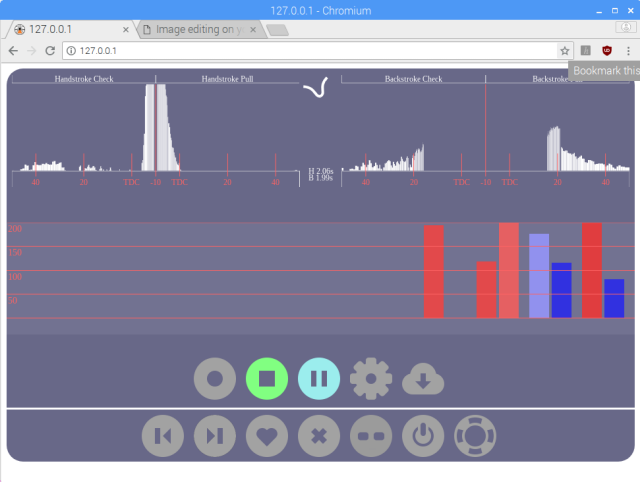 127.0.0.1 - Chromium
127.0.0.1
Image editing on y
127.0.0.1
Bookmark this
Handstroke Check
Handstroke Pull
Backstroke Check
Backstroke
H 2.06s
B 1.99s
40 20 TDC -10 TDC 20 40
40 20 TDC -10 TDC 20 40
200
150
100
50